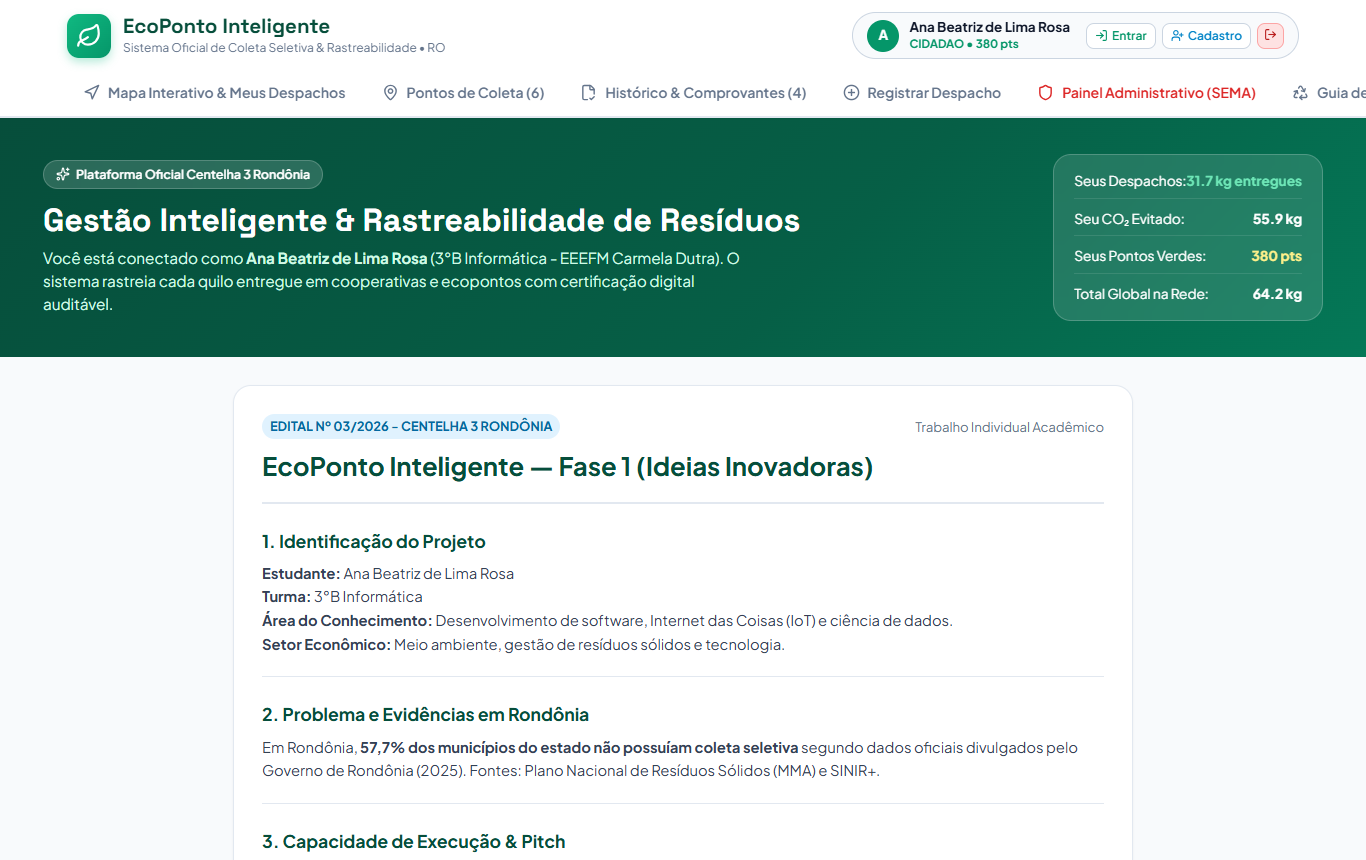 EcoPonto Inteligente
Sistema Oficial de Coleta Seletiva & Rastreabilidade • RO
A
Ana Beatriz de Lima Rosa
CIDADAO • 380 pts
Entrar
Cadastro
Mapa Interativo & Meus Despachos
Pontos de Coleta (6)
Histórico & Comprovantes (4)
Registrar Despacho
Painel Administrativo (SEMA)
Guia de
Plataforma Oficial Centelha 3 Rondônia
Gestão Inteligente & Rastreabilidade de Resíduos
Você está conectado como Ana Beatriz de Lima Rosa (3°B Informática - EEEFM Carmela Dutra). O
sistema rastreia cada quilo entregue em cooperativas e ecopontos com certificação digital
auditável.
Seus Despachos:31.7 kg entregues
Seu CO₂ Evitado: 55.9 kg
Seus Pontos Verdes: 380 pts
Total Global na Rede: 64.2 kg
EDITAL Nº 03/2026 - CENTELHA 3 RONDÔNIA
Trabalho Individual Acadêmico
EcoPonto Inteligente — Fase 1 (Ideias Inovadoras)
1. Identificação do Projeto
Estudante: Ana Beatriz de Lima Rosa
Turma: 3°B Informática
Área do Conhecimento: Desenvolvimento de software, Internet das Coisas (IoT) e ciência de dados.
Setor Econômico: Meio ambiente, gestão de resíduos sólidos e tecnologia.
2. Problema e Evidências em Rondônia
Em Rondônia, 57,7% dos municípios do estado não possuíam coleta seletiva segundo dados oficiais divulgados pelo
Governo de Rondônia (2025). Fontes: Plano Nacional de Resíduos Sólidos (MMA) e SINIR+.
3. Capacidade de Execução & Pitch